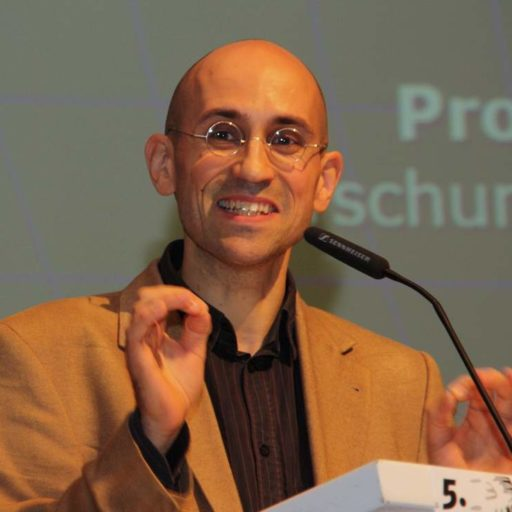 Pro
schun
SENNHEISER
5.